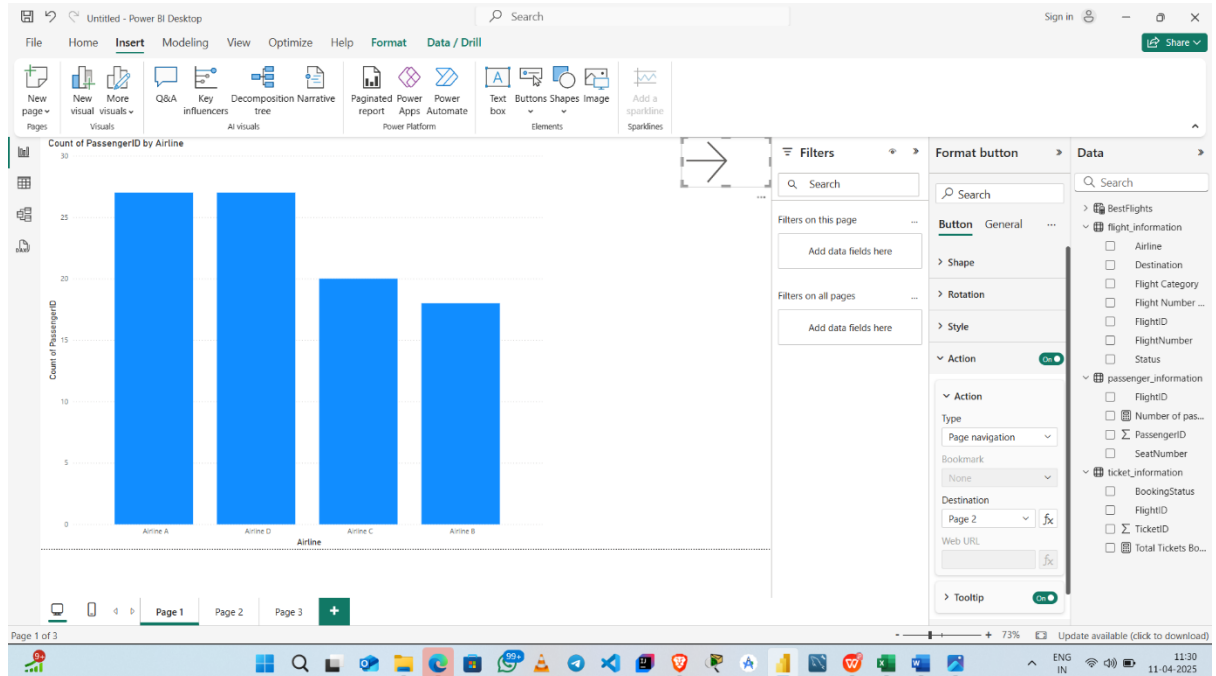 Untitled - Power BI Desktop
Search
Sign in
File Home Insert Modeling View Optimize Help Format Data / Drill
Share
New page
New visual
More visuals
Q&A
Key influencers
Decomposition tree
Narrative
Paginated report
Power Apps
Power Automate
Text box
Buttons
Shapes
Image
Add a sparkline
Pages
Visuals
AI visuals
Power Platform
Elements
Sparklines
Count of PassengerID by Airline
30
25
20
15
10
5
0
Count of PassengerID
Airline A
Airline D
Airline C
Airline B
Airline
Filters
Search
Filters on this page
...
Add data fields here
Filters on all pages
...
Add data fields here
Format button
Search
Button General
...
Shape
Rotation
Style
Action
On
Action
Type
Page navigation
Bookmark
None
Destination
Page 2
fx
Web URL
fx
Tooltip
On
Data
Search
BestFlights
flight_information
Airline
Destination
Flight Category
Flight Number ...
FlightID
FlightNumber
Status
passenger_information
FlightID
Number of pas...
∑ PassengerID
SeatNumber
ticket_information
BookingStatus
FlightID
∑ TicketID
Total Tickets Bo...
Page 1
Page 2
Page 3
+
Page 1 of 3
- + 73%
Update available (click to download)
9+
99+
ENG
IN
11:30
11-04-2025